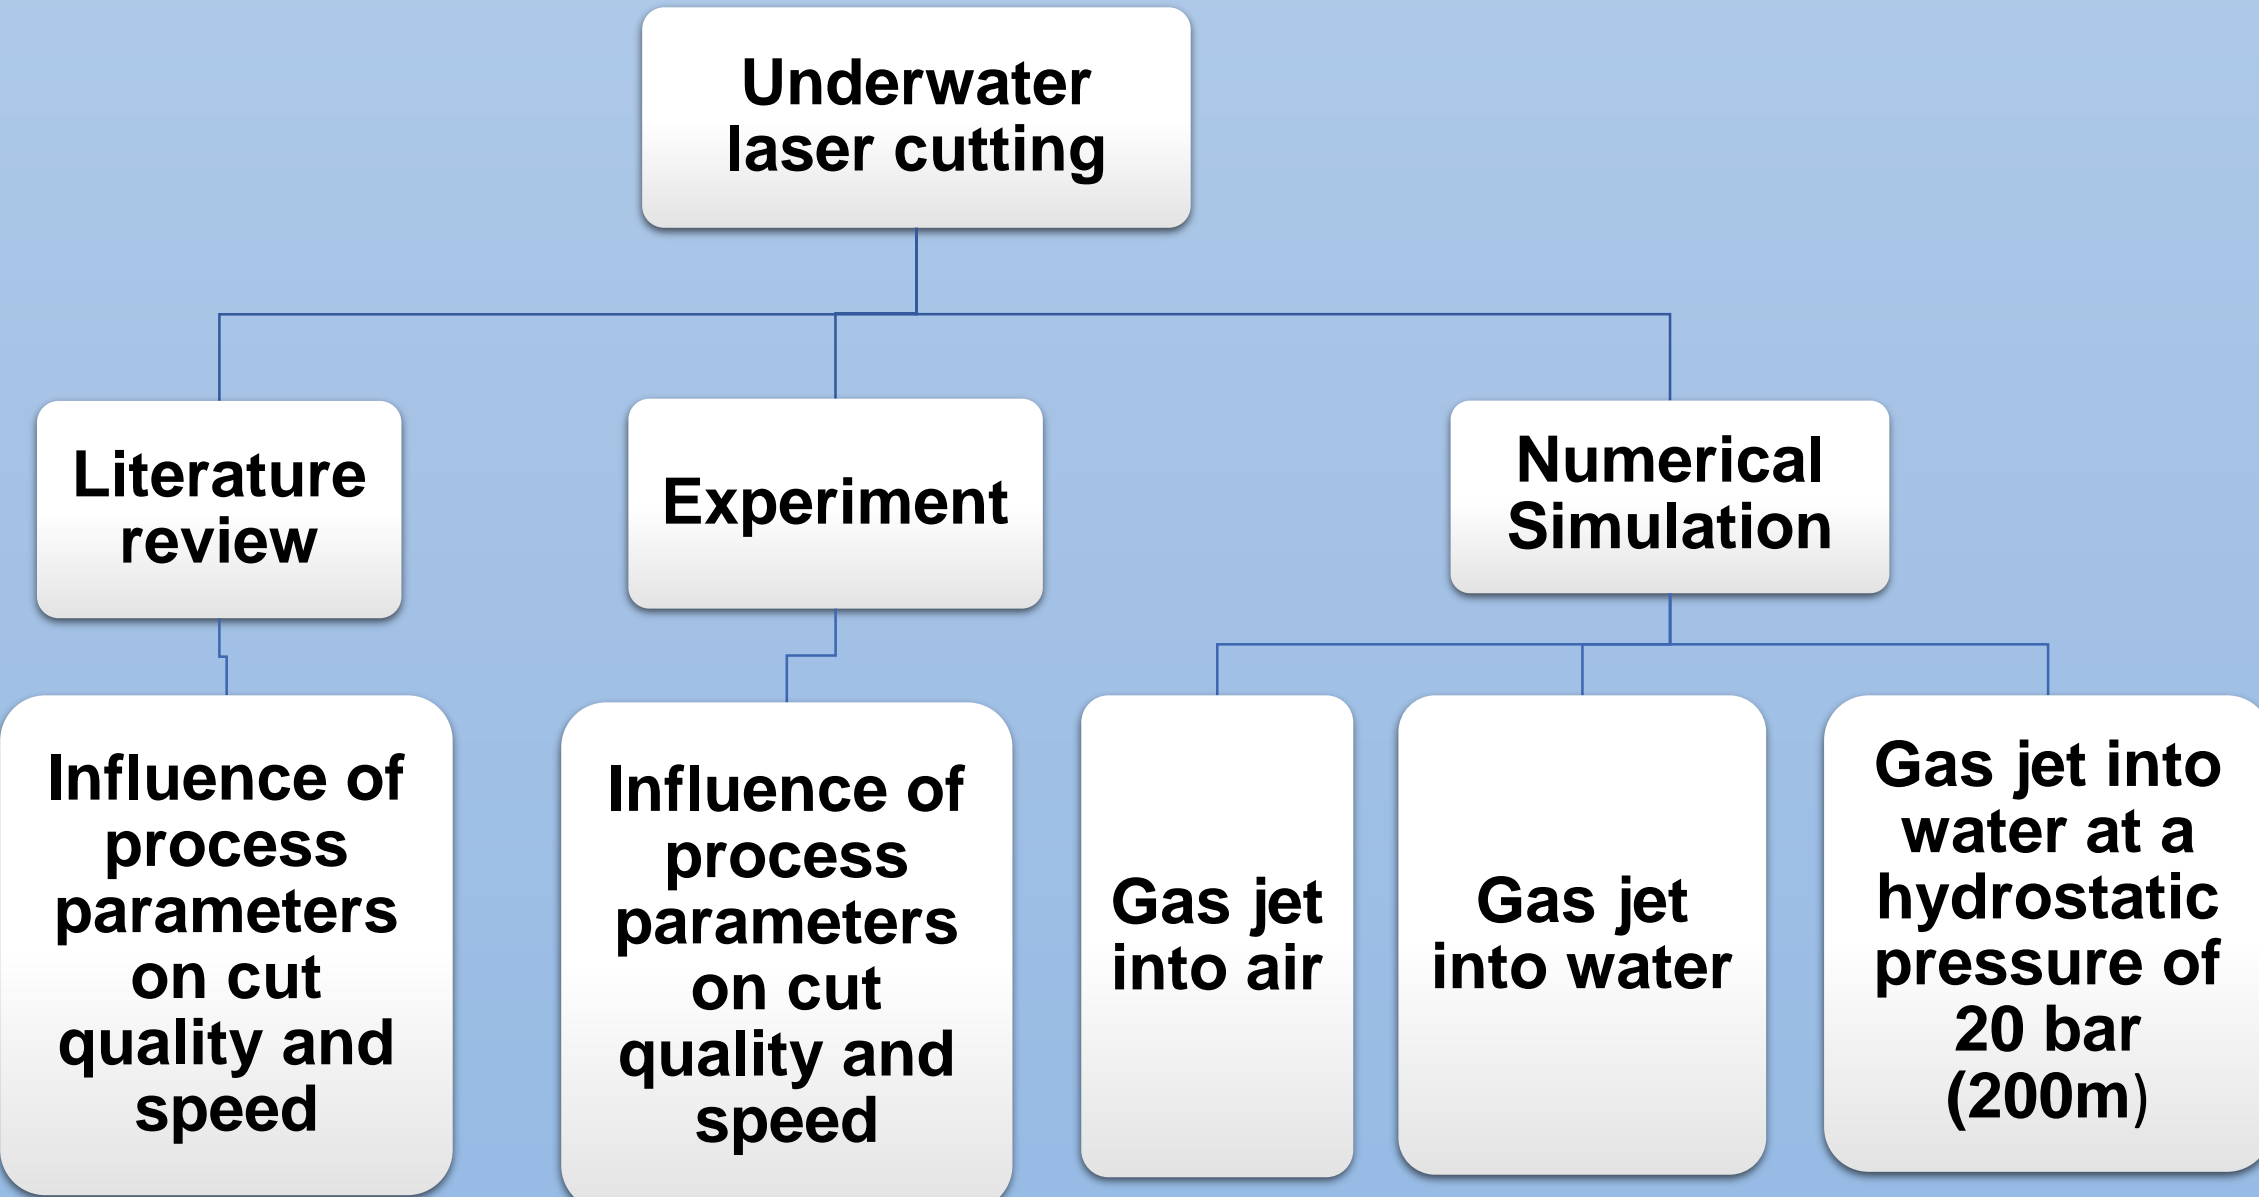 Underwater
laser cutting
Literature
review
Experiment
Numerical
Simulation
Influence of
process
parameters
on cut
quality and
speed
Influence of
process
parameters
on cut
quality and
speed
Gas jet
into air
Gas jet
into water
Gas jet into
water at a
hydrostatic
pressure of
20 bar
(200m)